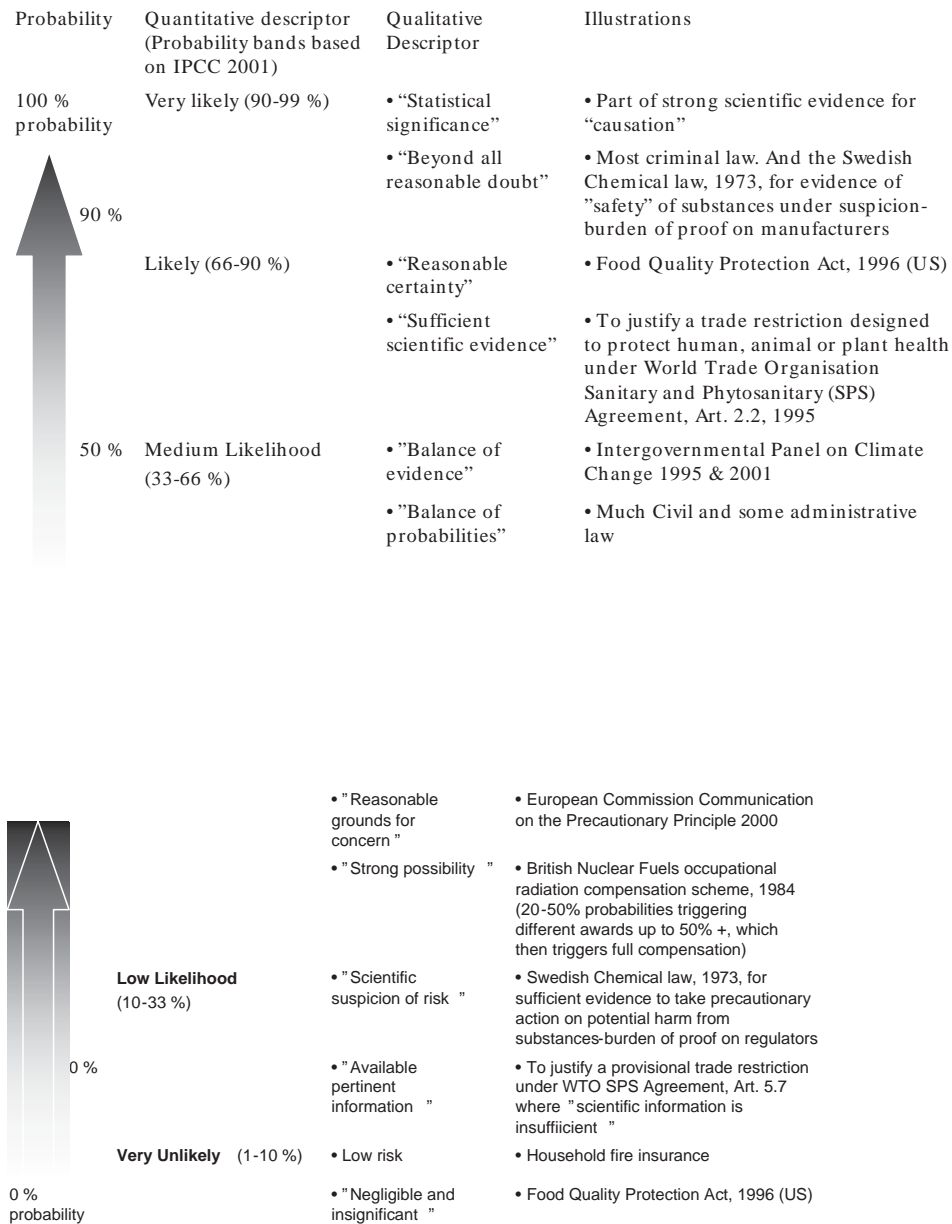 Probability Quantitative descriptor Qualitative Illustrations
(Probability bands based Descriptor
on IPCC 2001)
100 % Very likely (90-99 %) • “Statistical • Part of strong scientific evidence for
probability significance” “causation”
• “Beyond all • Most criminal law. And the Swedish
reasonable doubt” Chemical law, 1973, for evidence of
90 % ”safety” of substances under suspicion-
burden of proof on manufacturers
Likely (66-90 %) • “Reasonable • Food Quality Protection Act, 1996 (US)
certainty”
• “Sufficient • To justify a trade restriction designed
scientific evidence” to protect human, animal or plant health
under World Trade Organisation
Sanitary and Phytosanitary (SPS)
Agreement, Art. 2.2, 1995
50 % Medium Likelihood • ”Balance of • Intergovernmental Panel on Climate
(33-66 %) evidence” Change 1995 & 2001
• ”Balance of • Much Civil and some administrative
probabilities” law
• ” Reasonable • European Commission Communication
grounds for on the Precautionary Principle 2000
concern ”
• ” Strong possibility ” • British Nuclear Fuels occupational
radiation compensation scheme, 1984
(20-50% probabilities triggering
different awards up to 50% +, which
then triggers full compensation)
Low Likelihood • ” Scientific • Swedish Chemical law, 1973, for
(10-33 %) suspicion of risk ” sufficient evidence to take precautionary
action on potential harm from
substances-burden of proof on regulators
0 % • ” Available • To justify a provisional trade restriction
pertinent under WTO SPS Agreement, Art. 5.7
information ” where ” scientific information is
insuffiicient ”
Very Unlikely (1-10 %) • Low risk • Household fire insurance
0 % • ” Negligible and • Food Quality Protection Act, 1996 (US)
probability insignificant ”